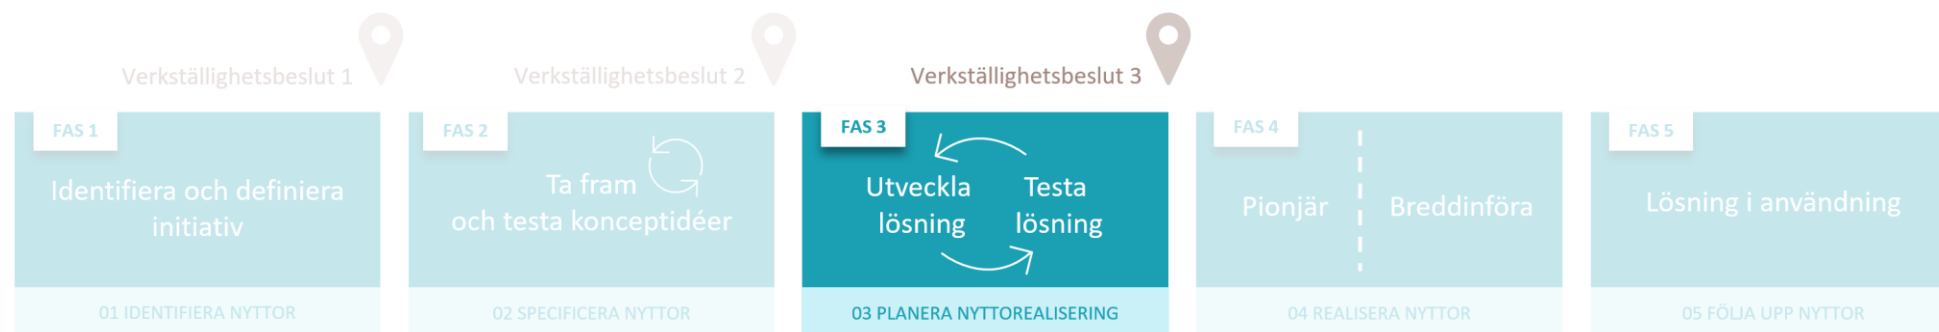 Verkställighetsbeslut 1
Verkställighetsbeslut 2
Verkställighetsbeslut 3
FAS 1
Identifiera och definiera
initiativ
01 IDENTIFIERA NYTTOR
FAS 2
Ta fram
och testa konceptidéer
02 SPECIFICERA NYTTOR
FAS 3
Utveckla
lösning
Testa
lösning
03 PLANERA NYTTOREALISERING
FAS 4
Pionjär
Breddinföra
04 REALISERA NYTTOR
FAS 5
Lösning i användning
05 FÖLJA UPP NYTTOR